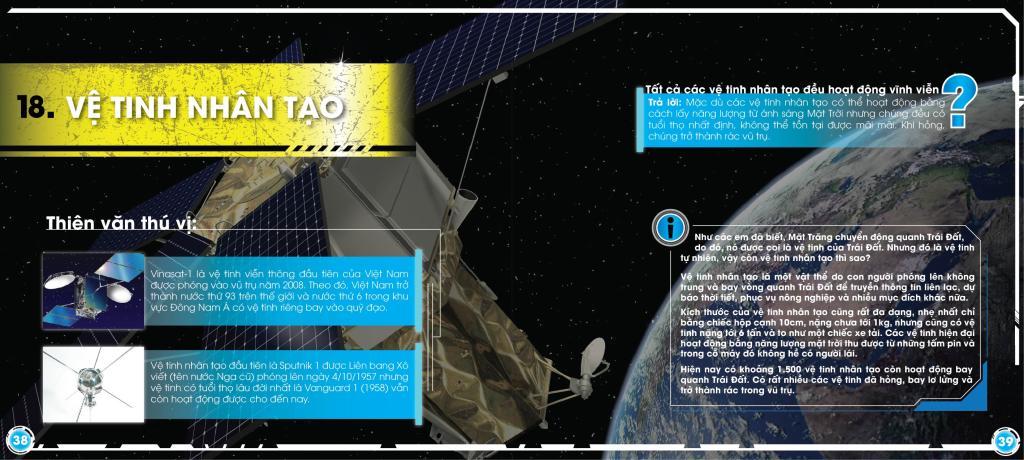 18. VỆ TINH NHÂN TẠO
Thiên văn thú vị:
Vinasat-1 là vệ tinh viễn thông đầu tiên của Việt Nam
được phóng vào vũ trụ năm 2008. Theo đó, Việt Nam trở
thành nước thứ 93 trên thế giới và nước thứ 6 trong khu
vực Đông Nam Á có vệ tinh riêng bay vào quỹ đạo.
Vệ tinh nhân tạo đầu tiên là Sputnik 1 được Liên bang Xô
viết (tên nước Nga cũ) phóng lên ngày 4/10/1957 nhưng
vệ tinh có tuổi thọ lâu đời nhất là Vanguard 1 (1958) vẫn
còn hoạt động được cho đến nay.
38
Tất cả các vệ tinh nhân tạo đều hoạt động vĩnh viễn
?
Trả lời: Mặc dù các vệ tinh nhân tạo có thể hoạt động bằng
cách lấy năng lượng từ ánh sáng Mặt Trời nhưng chúng đều có
tuổi thọ nhất định, không thể tồn tại được mãi mãi. Khi hỏng,
chúng trở thành rác vũ trụ.
i
Như các em đã biết, Mặt Trăng chuyển động quanh Trái Đất,
do đó, nó được coi là vệ tinh của Trái Đất. Nhưng đó là vệ tinh
tự nhiên, vậy còn vệ tinh nhân tạo thì sao?
Vệ tinh nhân tạo là một vật thể do con người phóng lên không
trung và bay vòng quanh Trái Đất để truyền thông tin liên lạc, dự
báo thời tiết, phục vụ nông nghiệp và nhiều mục đích khác nữa.
Kích thước của vệ tinh nhân tạo cũng rất đa dạng, nhẹ nhất chỉ
bằng chiếc hộp cạnh 10cm, nặng chưa tới 1kg, nhưng cũng có vệ
tinh nặng tới 6 tấn và to như một chiếc xe tải. Các vệ tinh hiện đại
hoạt động bằng năng lượng mặt trời thu được từ những tấm pin và
trong cỗ máy đó không hề có người lái.
Hiện nay có khoảng 1.500 vệ tinh nhân tạo còn hoạt động bay
quanh Trái Đất. Có rất nhiều các vệ tinh đã hỏng, bay lơ lửng và
trở thành rác trong vũ trụ.
39